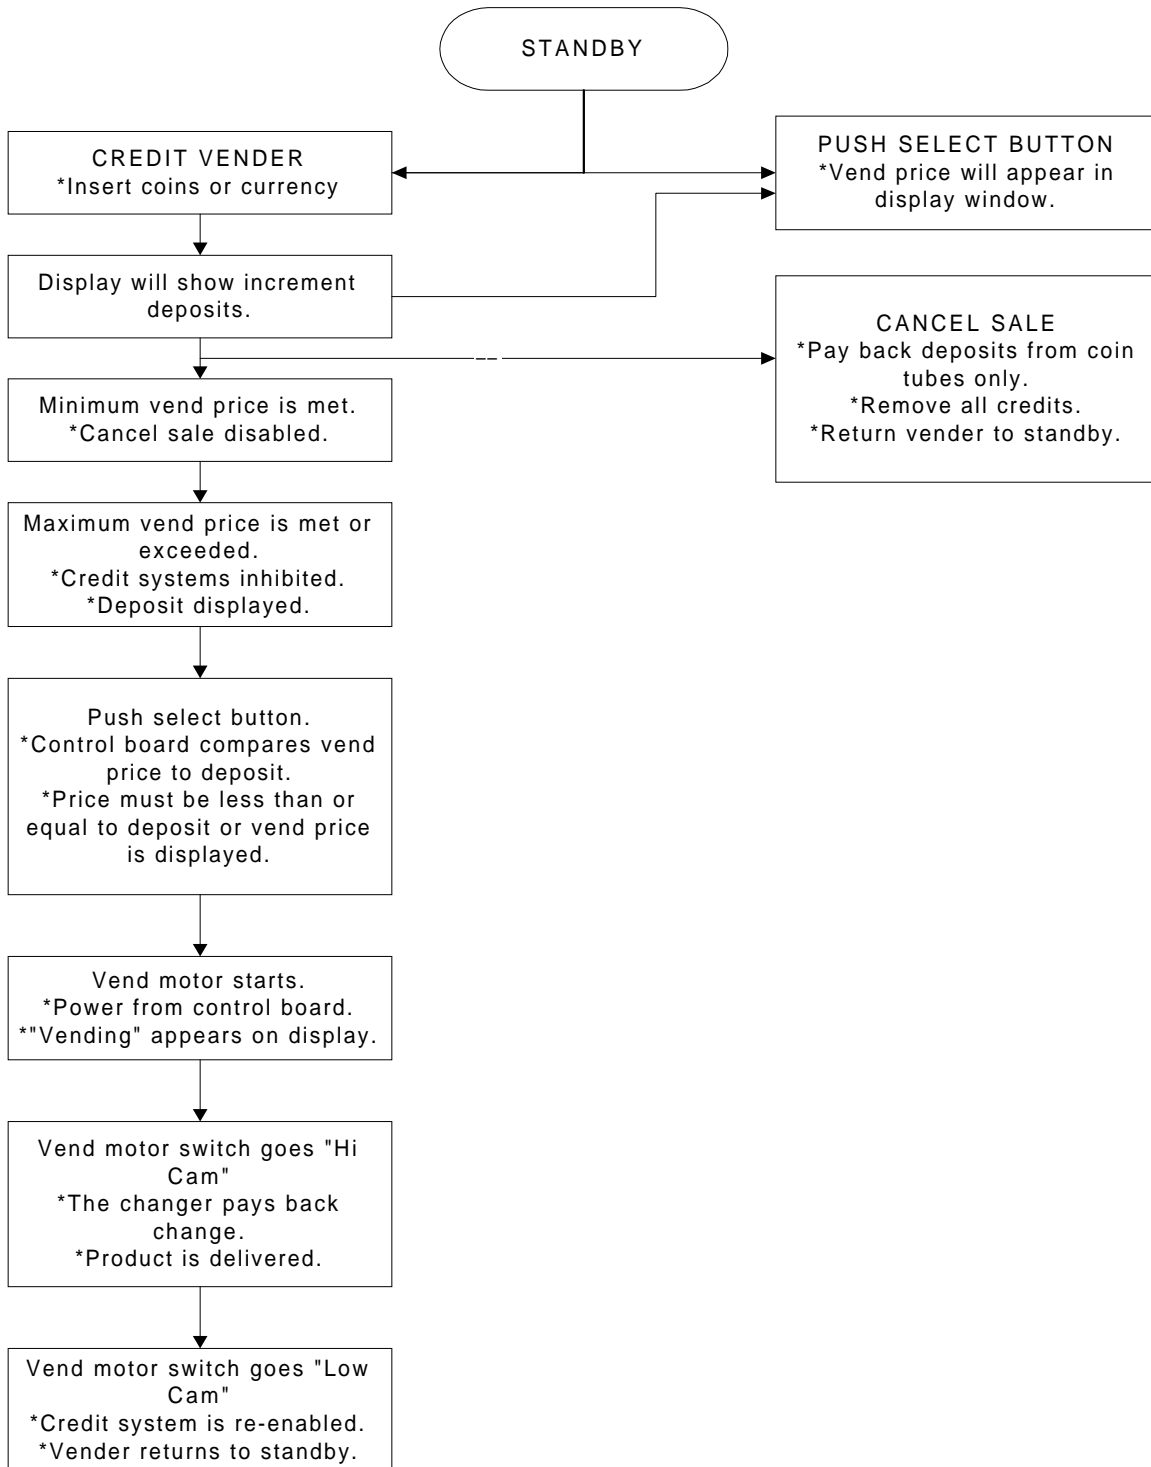 STANDBY
CREDIT VENDER
*Insert coins or currency
PUSH SELECT BUTTON
*Vend price will appear in
display window.
Display will show increment
deposits.
CANCEL SALE
*Pay back deposits from coin
tubes only.
*Remove all credits.
*Return vender to standby.
Minimum vend price is met.
*Cancel sale disabled.
Maximum vend price is met or
exceeded.
*Credit systems inhibited.
*Deposit displayed.
Push select button.
*Control board compares vend
price to deposit.
*Price must be less than or
equal to deposit or vend price
is displayed.
Vend motor starts.
*Power from control board.
*"Vending" appears on display.
Vend motor switch goes "Hi
Cam"
*The changer pays back
change.
*Product is delivered.
Vend motor switch goes "Low
Cam"
*Credit system is re-enabled.
*Vender returns to standby.